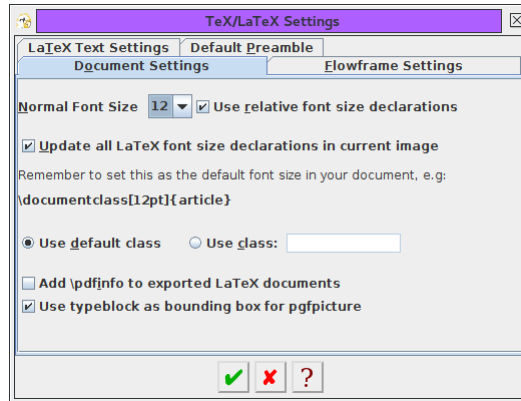 TeX/LaTeX Settings
LaTeX Text Settings Default Preamble
Document Settings Flowframe Settings
Normal Font Size 12 Use relative font size declarations
Update all LaTeX font size declarations in current image
Remember to set this as the default font size in your document, e.g:
\documentclass[12pt]{article}
Use default class Use class:
Add \pdfinfo to exported LaTeX documents
Use typeblock as bounding box for pgfpicture
?